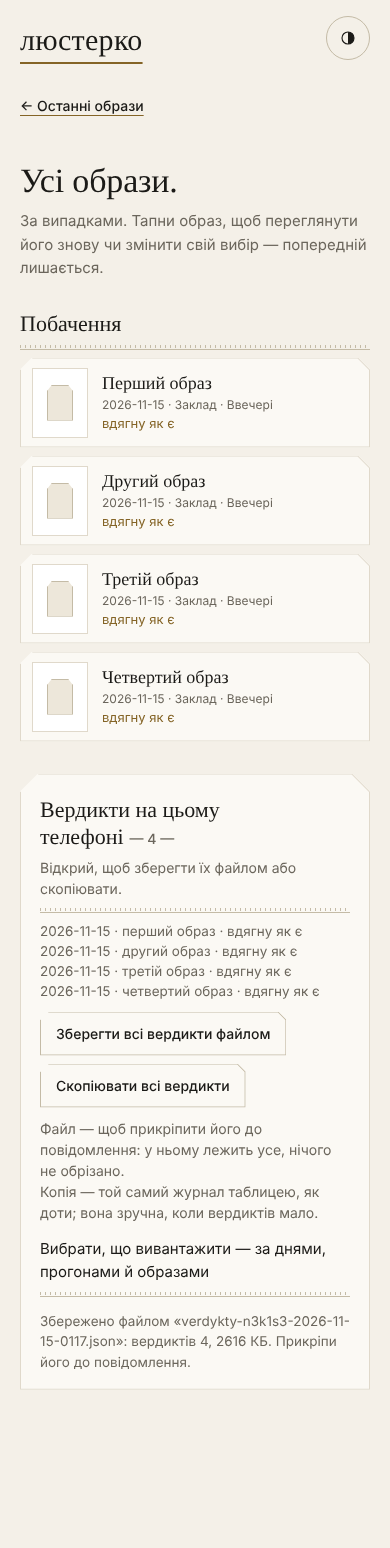 люстерко
← Останні образи
Усі образи.
За випадками. Тапни образ, щоб переглянути
його знову чи змінити свій вибір — попередній
лишається.
Побачення
Перший образ
2026-11-15 · Заклад · Ввечері
вдягну як є
Другий образ
2026-11-15 · Заклад · Ввечері
вдягну як є
Третій образ
2026-11-15 · Заклад · Ввечері
вдягну як є
Четвертий образ
2026-11-15 · Заклад · Ввечері
вдягну як є
Вердикти на цьому
телефоні — 4 —
Відкрий, щоб зберегти їх файлом або
скопіювати.
2026-11-15 · перший образ · вдягну як є
2026-11-15 · другий образ · вдягну як є
2026-11-15 · третій образ · вдягну як є
2026-11-15 · четвертий образ · вдягну як є
Зберегти всі вердикти файлом
Скопіювати всі вердикти
Файл — щоб прикріпити його до
повідомлення: у ньому лежить усе, нічого
не обрізано.
Копія — той самий журнал таблицею, як
доти; вона зручна, коли вердиктів мало.
Вибрати, що вивантажити — за днями,
прогонами й образами
Збережено файлом «verdykty-n3k1s3-2026-11-
15-0117.json»: вердиктів 4, 2616 КБ. Прикріпи
його до повідомлення.